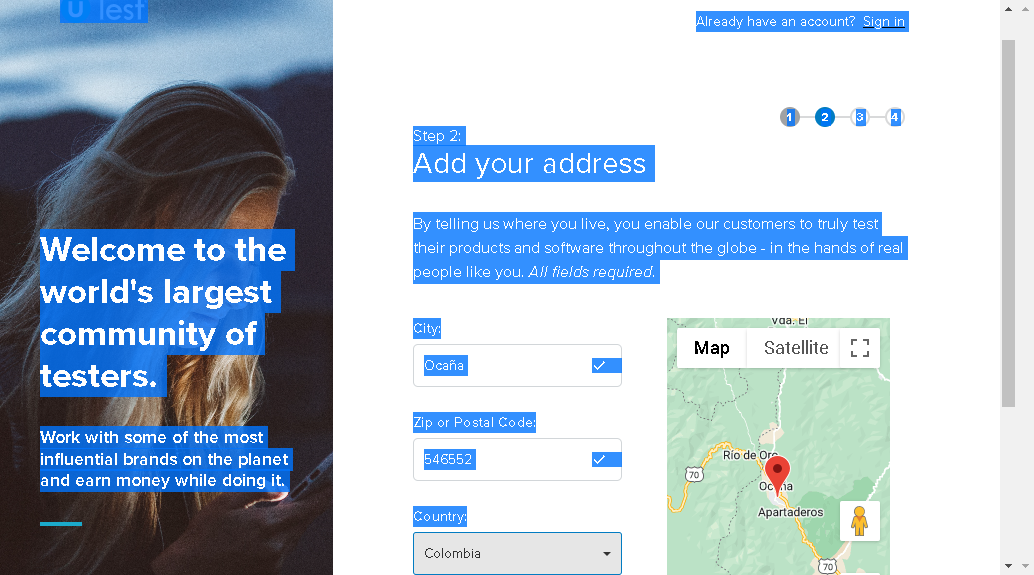 U Test
Already have an account? Sign in
1 2 3 4
Step 2:
Add your address
By telling us where you live, you enable our customers to truly test
their products and software throughout the globe - in the hands of real
people like you. All fields required.
Welcome to the
world's largest
community of
testers.
Work with some of the most
influential brands on the planet
and earn money while doing it.
City:
Ocaña
Zip or Postal Code:
546552
Country:
Colombia
Vda. El
Map Satellite
Río de Oro
70
Ocaña
Apartaderos
70